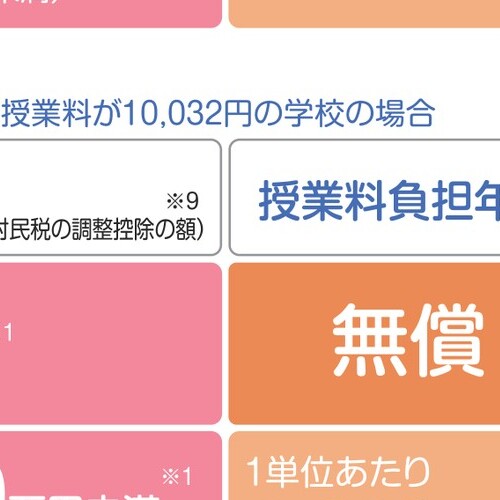 授業料が10,032円の学校の場合
※9
村民税の調整控除の額)
授業料負担年
※1
無償
※1
1単位あたり